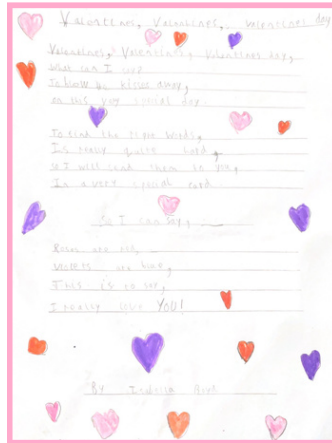 Valentines, Valentines, Valentines day
Valentines, Valentines, Valentines day,
What can I
To blow kisses away,
on this special day.
To find the right words,
Is really quite hard,
So I will send them to you,
In a very special card.
So I can say,
Roses are red,
violets are blue,
This is to say,
I really love YOU!
By